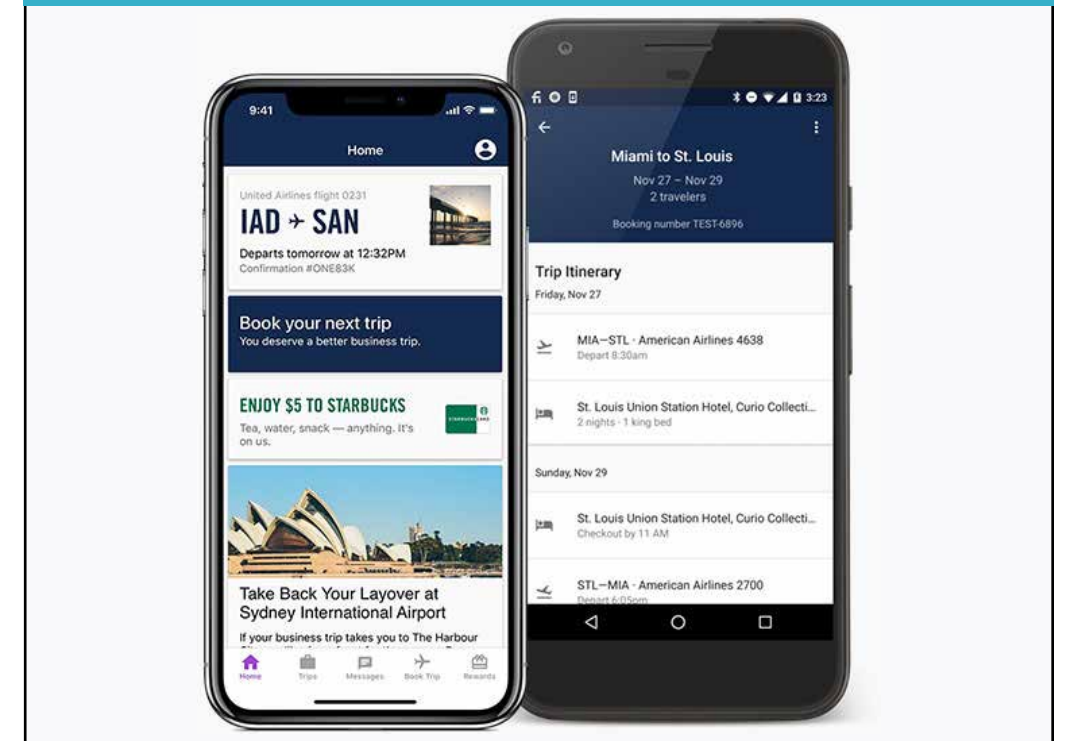 9:41
Home
United Airlines flight 0231
IAD ✈ SAN
Departs tomorrow at 12:32PM
Confirmation #ONE83K
Book your next trip
You deserve a better business trip.
ENJOY $5 TO STARBUCKS
Tea, water, snack — anything. It's
on us.
Take Back Your Layover at
Sydney International Airport
If your business trip takes you to The Harbour
Home
Trips
Messages
Book Trip
Rewards
3:23
Miami to St. Louis
Nov 27 – Nov 29
2 travelers
Booking number TEST-6896
Trip Itinerary
Friday, Nov 27
MIA—STL · American Airlines 4638
Depart 8:30am
St. Louis Union Station Hotel, Curio Collecti...
2 nights · 1 king bed
Sunday, Nov 29
St. Louis Union Station Hotel, Curio Collecti...
Checkout by 11 AM
STL—MIA · American Airlines 2700
Depart 6:05pm